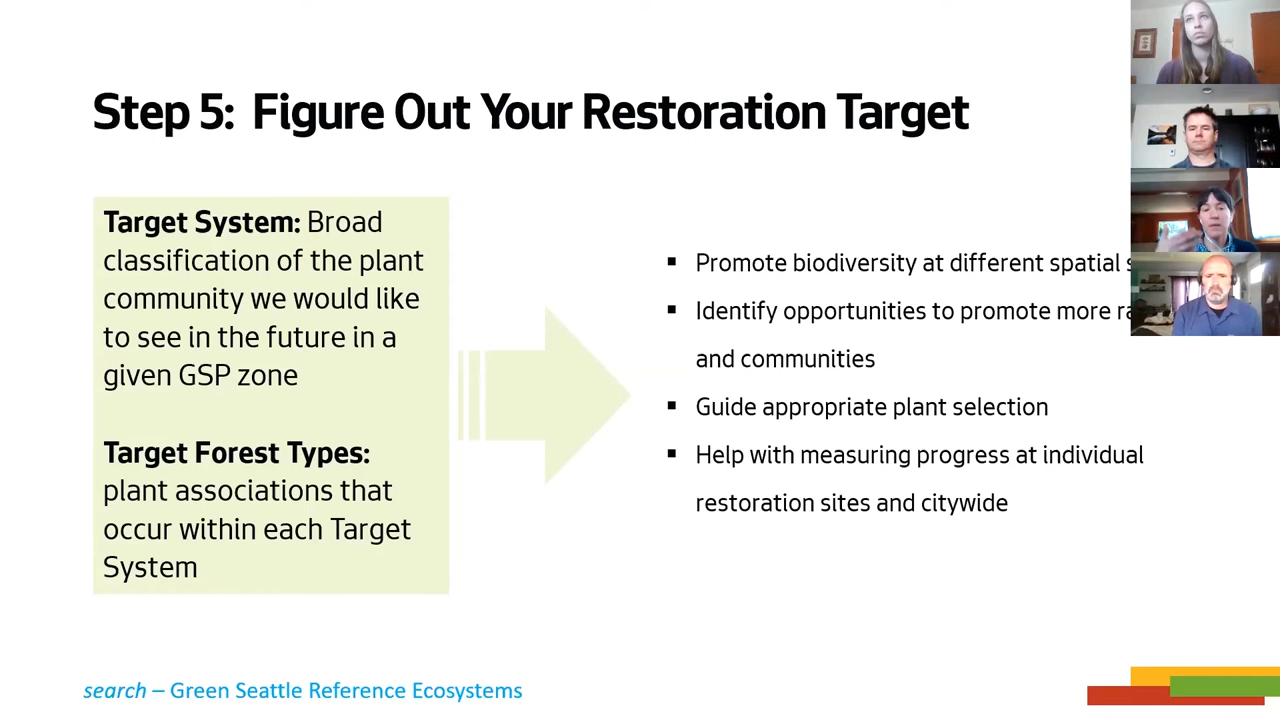 Step 5: Figure Out Your Restoration Target
Target System: Broad
classification of the plant
community we would like
to see in the future in a
given GSP zone
Target Forest Types:
plant associations that
occur within each Target
System
▪ Promote biodiversity at different spatial
▪ Identify opportunities to promote more
and communities
▪ Guide appropriate plant selection
▪ Help with measuring progress at individual
restoration sites and citywide
search – Green Seattle Reference Ecosystems